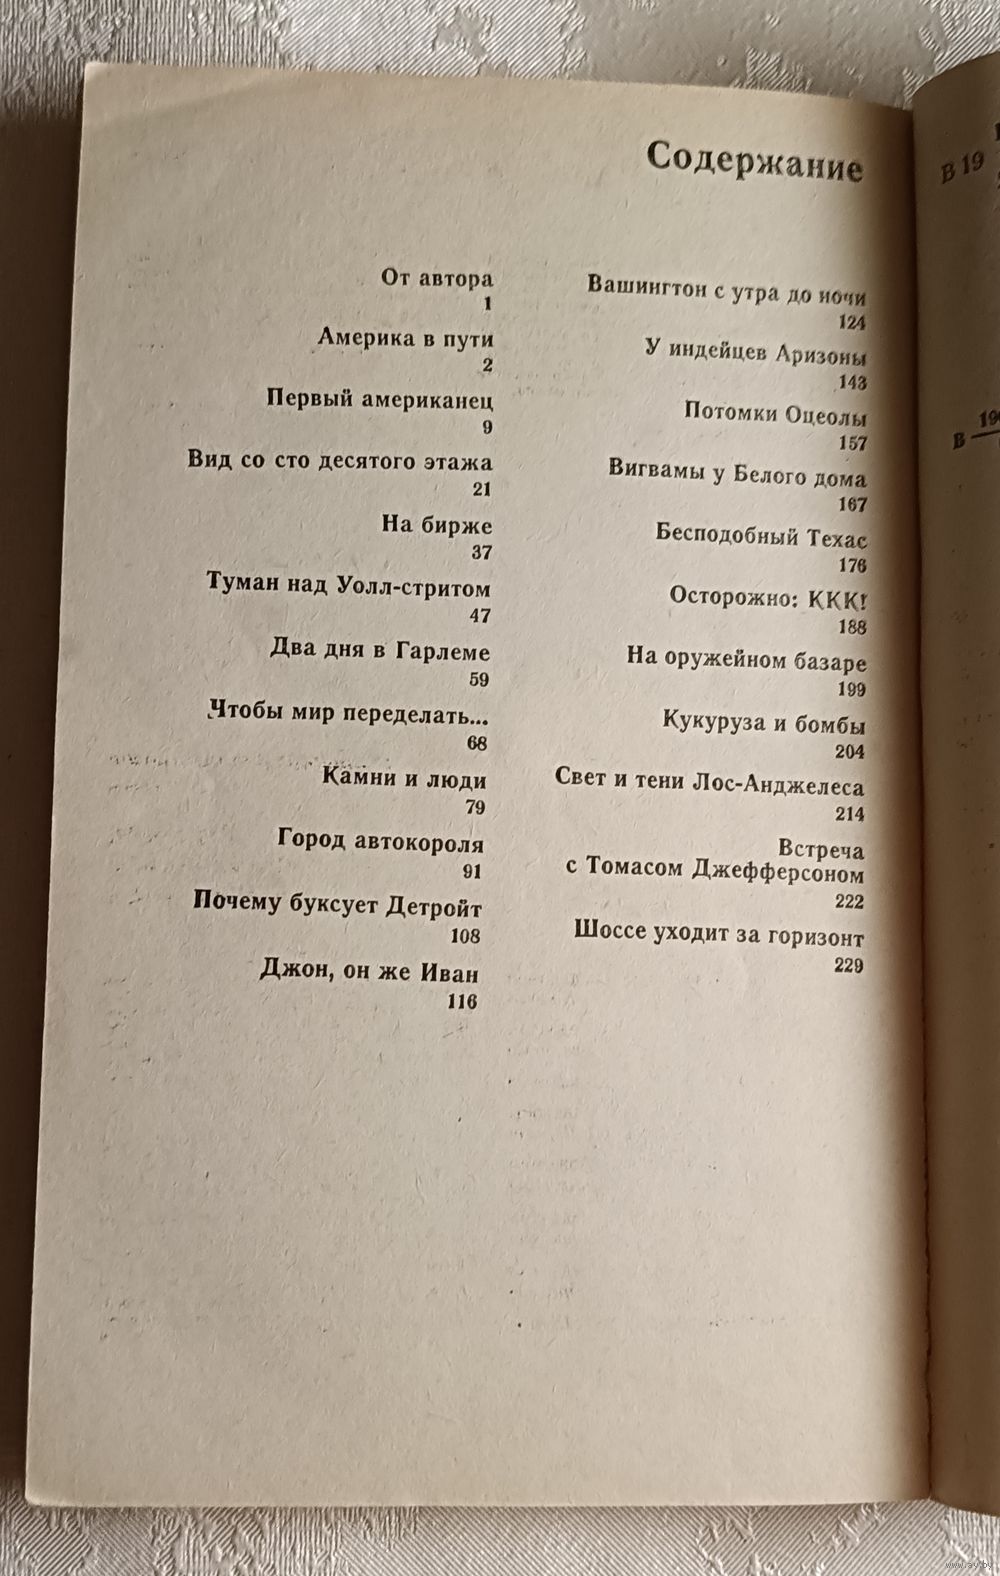 Содержание
От автора
1
Америка в пути
2
Первый американец
9
Вид со сто десятого этажа
21
На бирже
37
Туман над Уолл-стритом
47
Два дня в Гарлеме
59
Чтобы мир переделать...
68
Камни и люди
79
Город автокороля
91
Почему буксует Детройт
108
Джон, он же Иван
116
Вашингтон с утра до ночи
124
У индейцев Аризоны
143
Потомки Оцеолы
157
Вигвамы у Белого дома
167
Бесподобный Техас
176
Осторожно: ККК!
188
На оружейном базаре
199
Кукуруза и бомбы
204
Свет и тени Лос-Анджелеса
214
Встреча
с Томасом Джефферсоном
222
Шоссе уходит за горизонт
229
В 19
В
www.ay.by